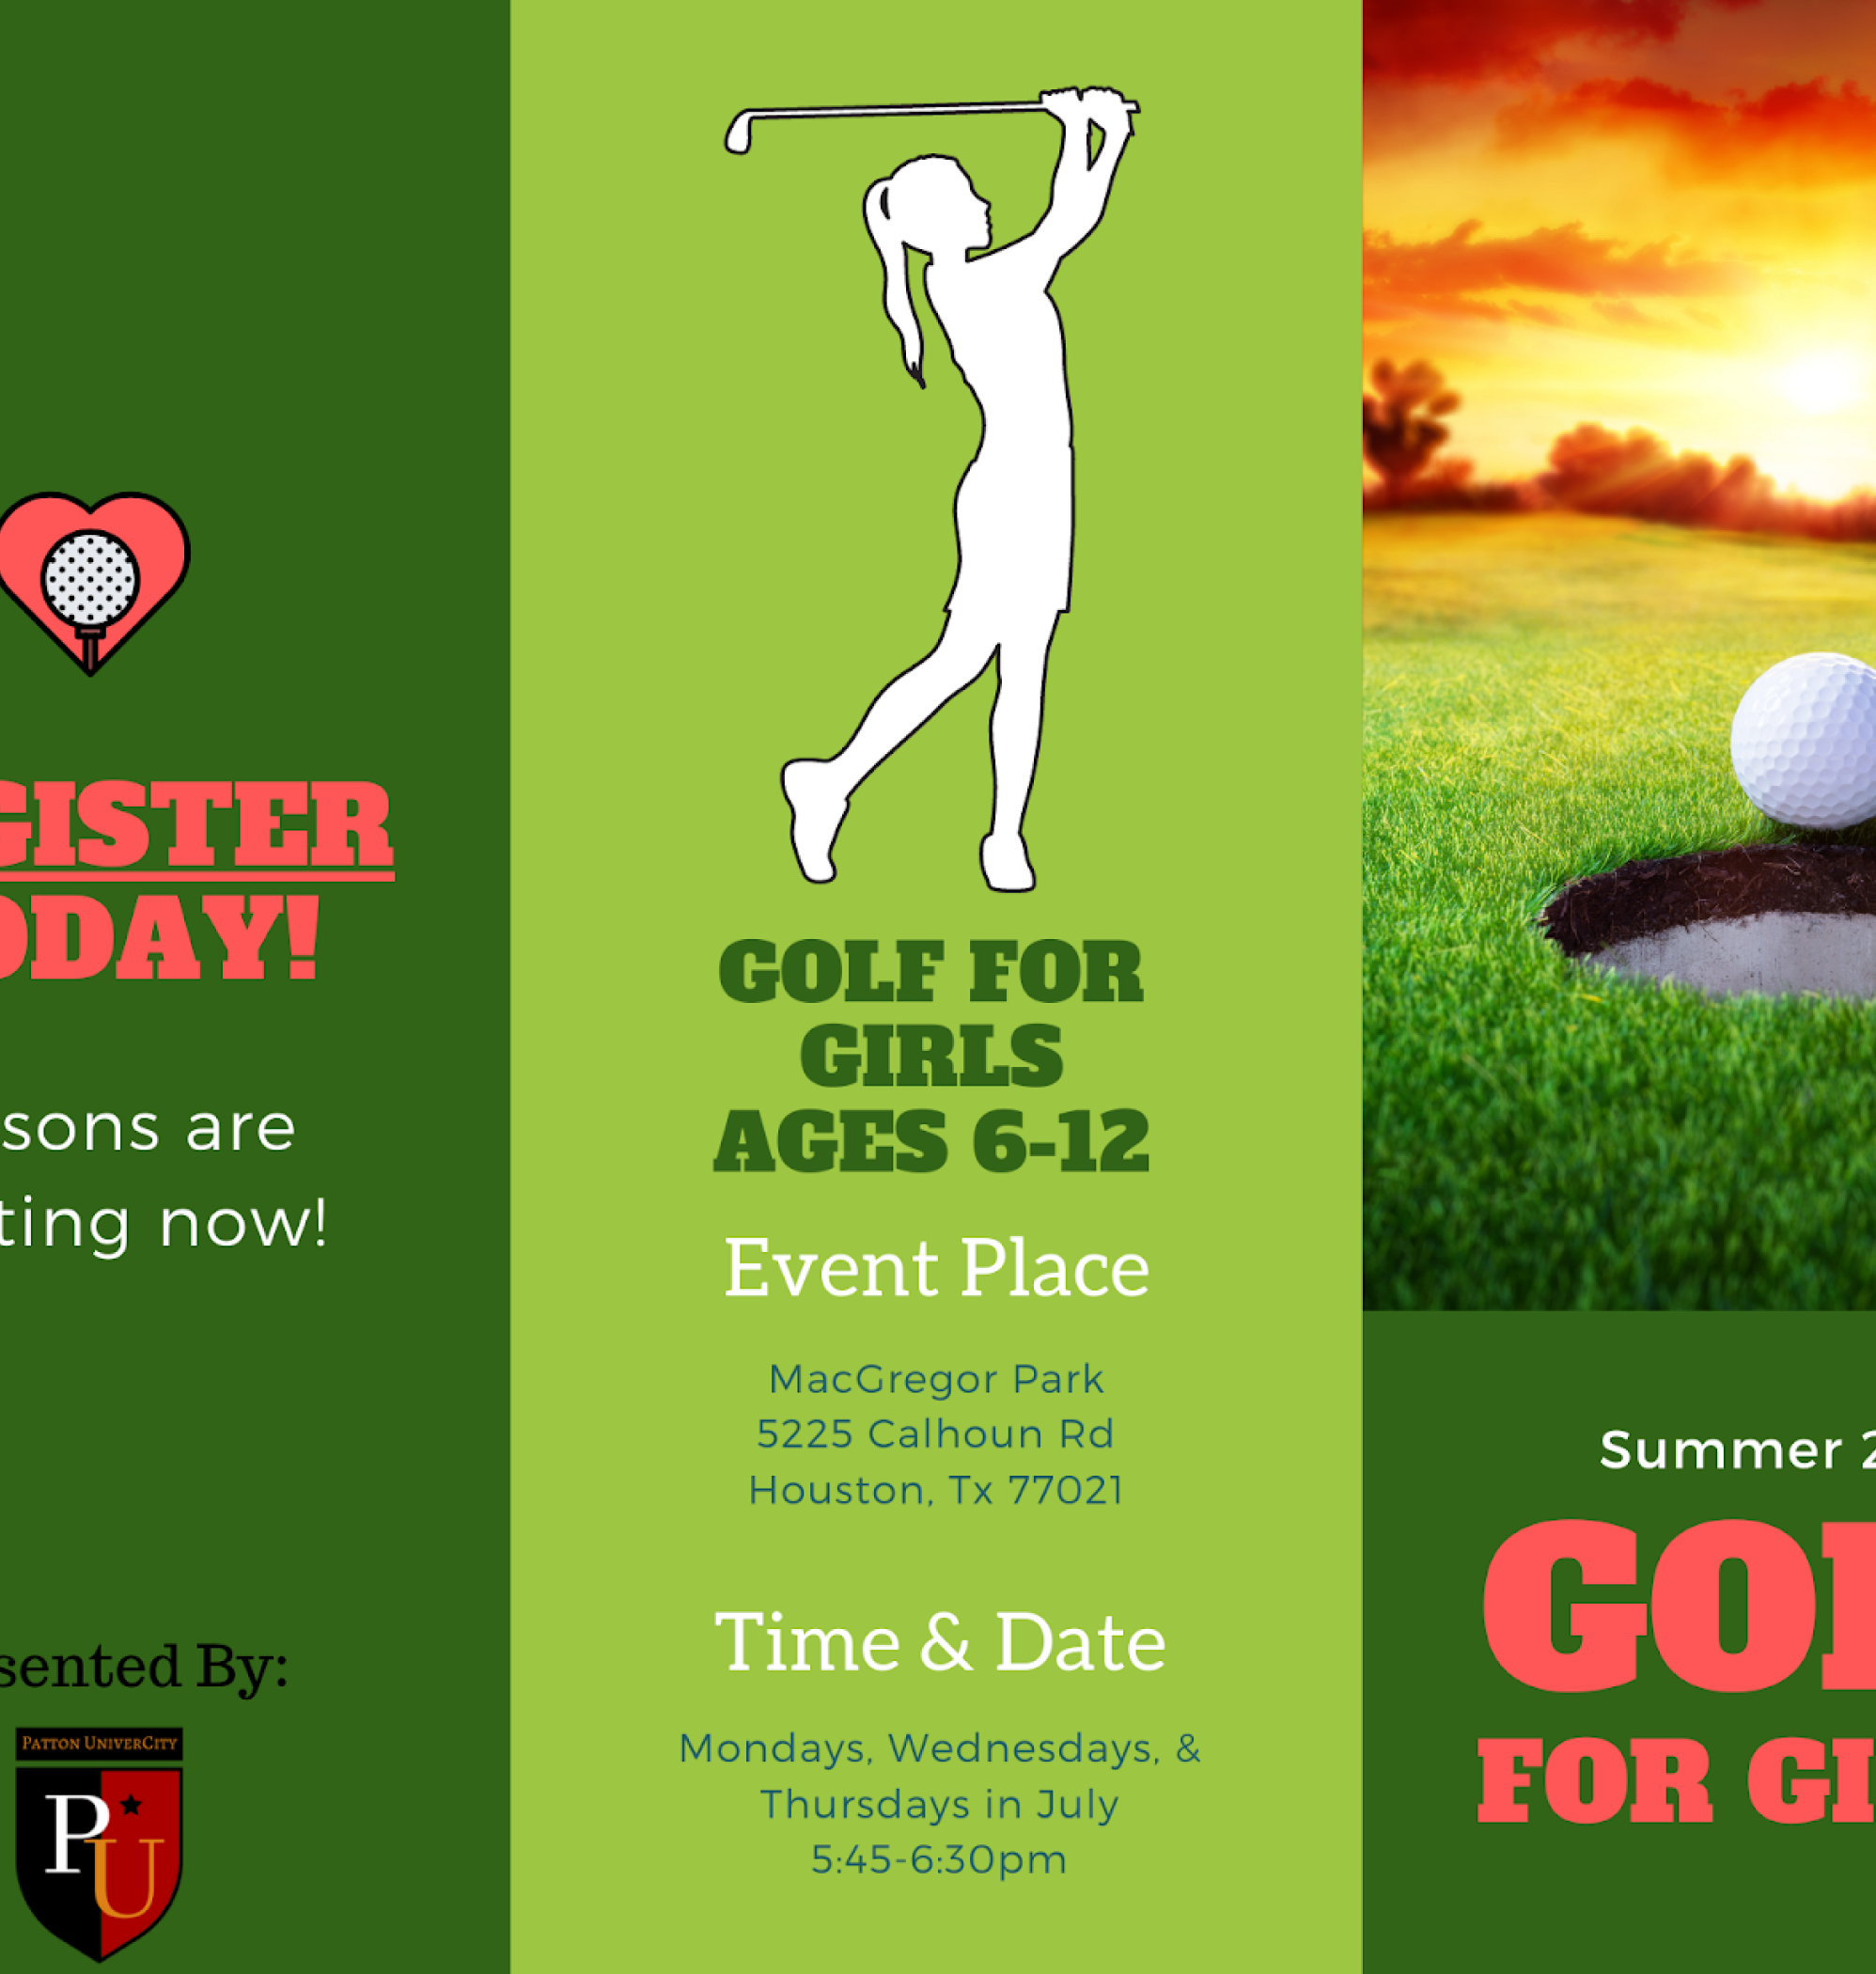 GISTER
ODAY!
sons are
ting now!
sented By:
PATTON UNIVERCITY
PU
GOLF FOR
GIRLS
AGES 6-12
Event Place
MacGregor Park
5225 Calhoun Rd
Houston, Tx 77021
Time & Date
Mondays, Wednesdays, &
Thursdays in July
5:45-6:30pm
Summer 2
GOL
FOR GI